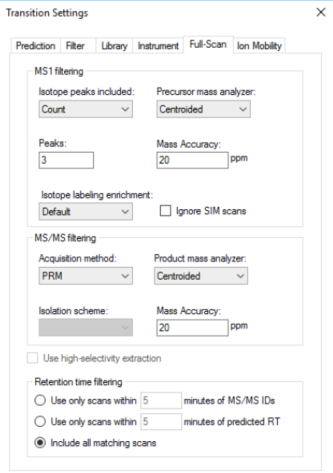 Transition Settings
Prediction Filter Library Instrument Full-Scan Ion Mobility
MS1 filtering
Isotope peaks included: Precursor mass analyzer:
Count Centroided
Peaks: Mass Accuracy:
3 20 ppm
Isotope labeling enrichment:
Default Ignore SIM scans
MS/MS filtering
Acquisition method: Product mass analyzer:
PRM Centroided
Isolation scheme: Mass Accuracy:
20 ppm
Use high-selectivity extraction
Retention time filtering
Use only scans within 5 minutes of MS/MS IDs
Use only scans within 5 minutes of predicted RT
Include all matching scans